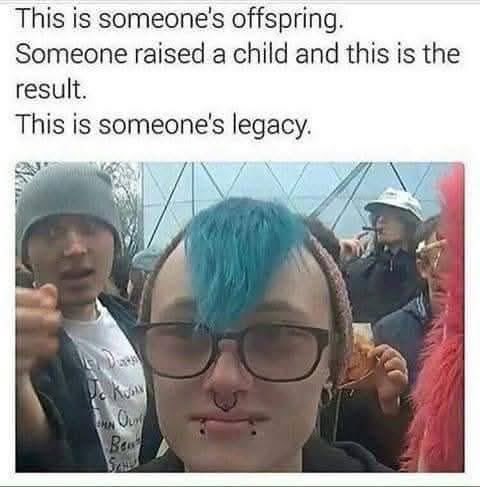 This is someone's offspring.
Someone raised a child and this is the
result.
This is someone's legacy.